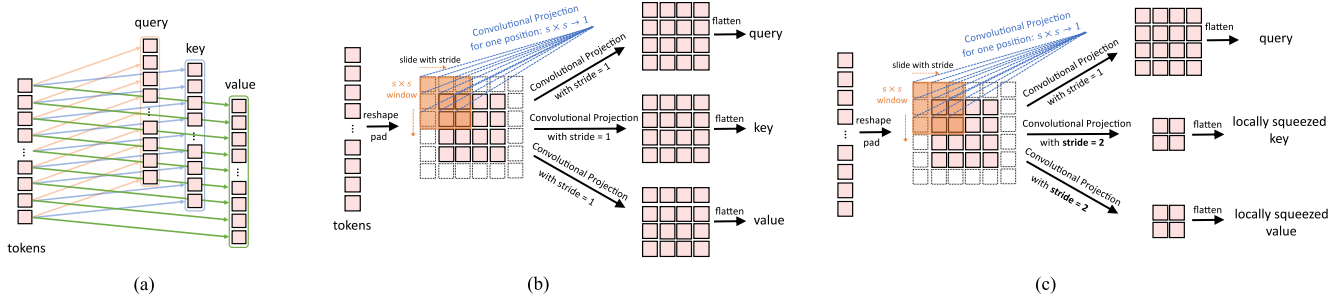 query
key
value
⋮
⋮
⋮
⋮
tokens
(a)
Convolutional Projection
for one position: s × s → 1
slide with stride
s × s
window
⋮
reshape
pad
tokens
Convolutional Projection
with stride = 1
flatten
query
Convolutional Projection
with stride = 1
flatten
key
Convolutional Projection
with stride = 1
flatten
value
(b)
Convolutional Projection
for one position: s × s → 1
slide with stride
s × s
window
⋮
reshape
pad
tokens
Convolutional Projection
with stride = 1
flatten
query
Convolutional Projection
with stride = 2
flatten
locally squeezed
key
Convolutional Projection
with stride = 2
flatten
locally squeezed
value
(c)